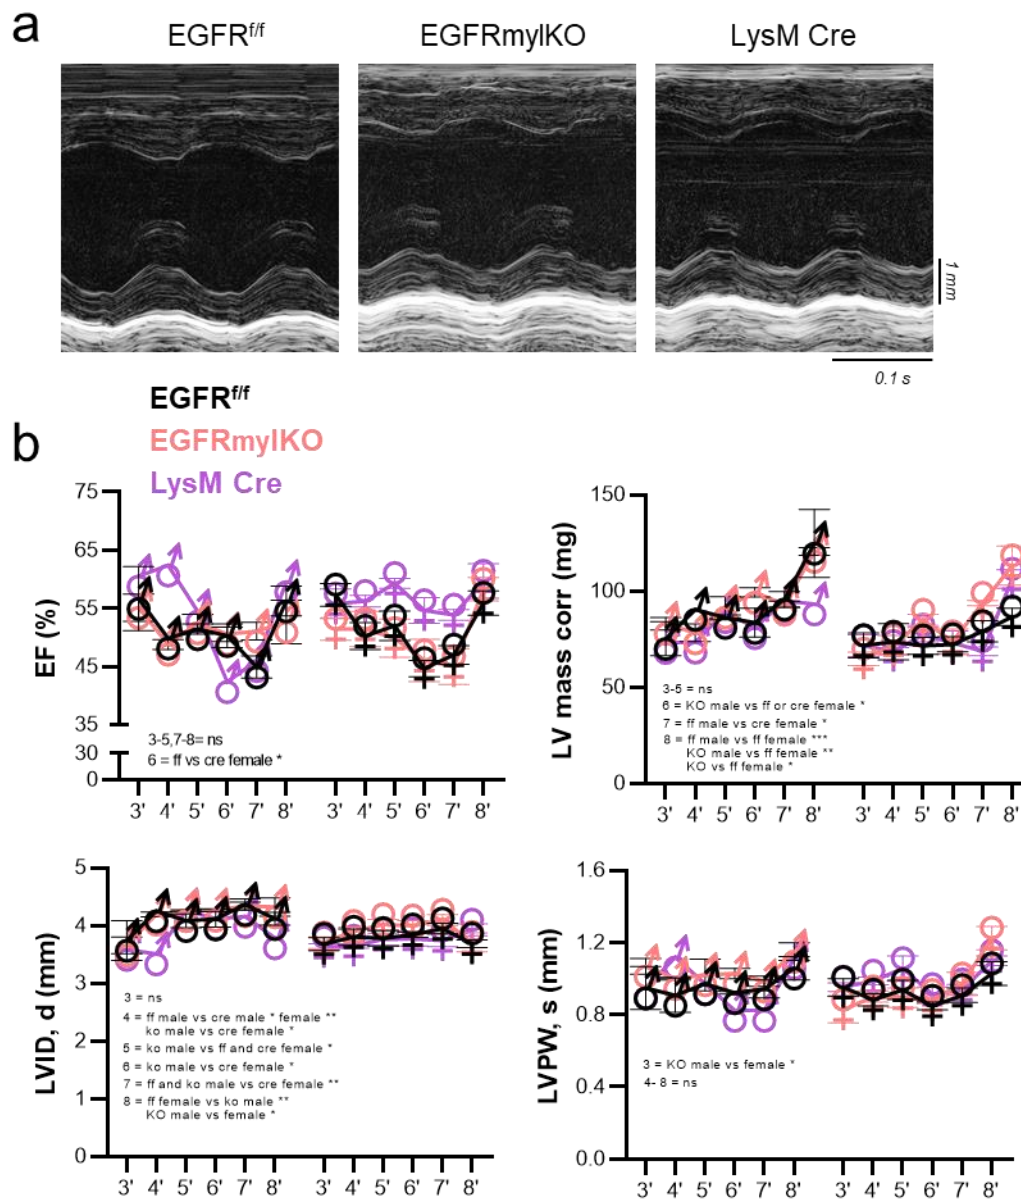 a
EGFRf/f
EGFRmylKO
LysM Cre
1 mm
0.1 s
b
EGFRf/f
EGFRmylKO
LysM Cre
EF (%)
75
65
55
45
35
30
0
3-5,7-8= ns
6 = ff vs cre female *
3' 4' 5' 6' 7' 8' 3' 4' 5' 6' 7' 8'
LV mass corr (mg)
150
100
50
0
3-5 = ns
6 = KO male vs ff or cre female *
7 = ff male vs cre female *
8 = ff male vs ff female ***
KO male vs ff female **
KO vs ff female *
3' 4' 5' 6' 7' 8' 3' 4' 5' 6' 7' 8'
LVID, d (mm)
5
4
3
2
1
0
3 = ns
4 = ff male vs cre male * female **
ko male vs cre female *
5 = ko male vs ff and cre female *
6 = ko male vs cre female *
7 = ff and ko male vs cre female **
8 = ff female vs ko male **
KO male vs female *
3' 4' 5' 6' 7' 8' 3' 4' 5' 6' 7' 8'
LVPW, s (mm)
1.6
1.2
0.8
0.4
0.0
3 = KO male vs female *
4- 8 = ns
3' 4' 5' 6' 7' 8' 3' 4' 5' 6' 7' 8'